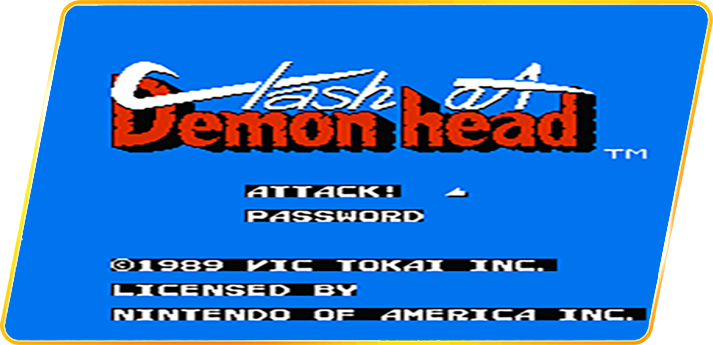 Clash at
Demon head
TM
ATTACK!
PASSWORD
©1989 VIC TOKAI INC.
LICENSED BY
NINTENDO OF AMERICA INC.